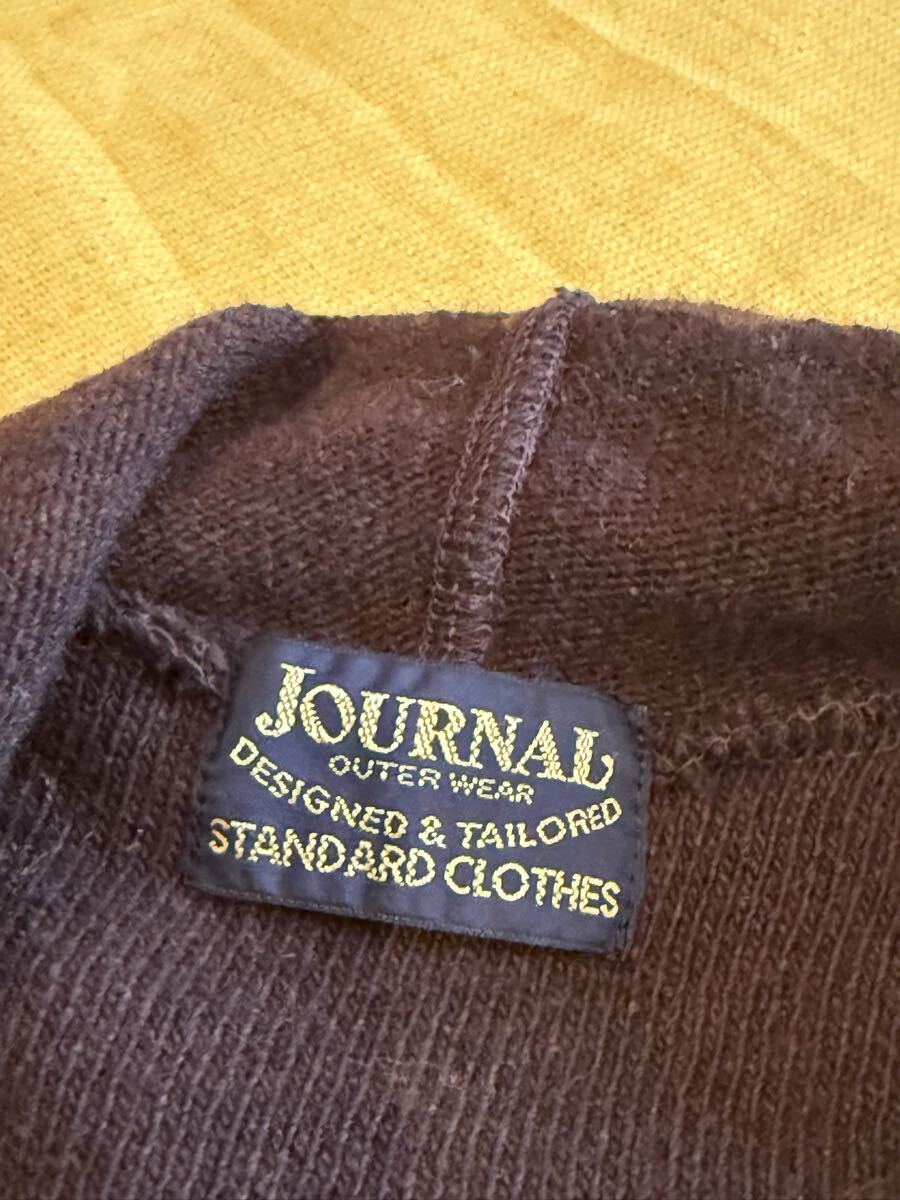 JOURNAL
OUTER WEAR
DESIGNED & TAILORED
STANDARD CLOTHES